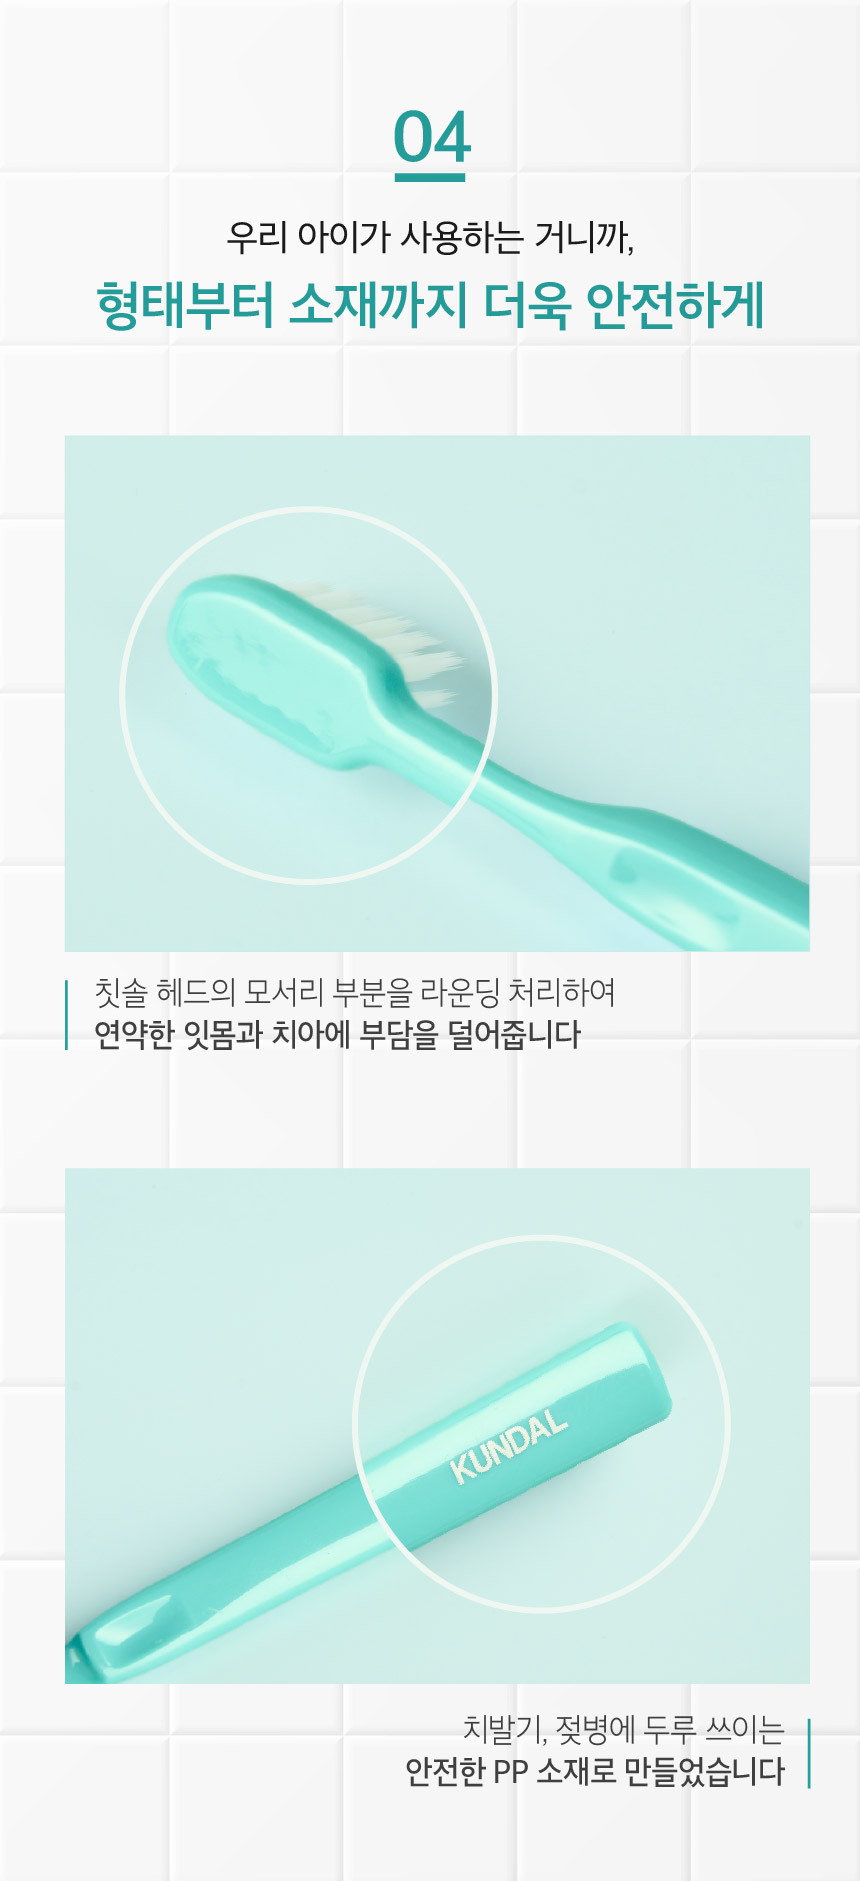 04
우리 아이가 사용하는 거니까,
형태부터 소재까지 더욱 안전하게
칫솔 헤드의 모서리 부분을 라운딩 처리하여
연약한 잇몸과 치아에 부담을 덜어줍니다
KUNDAL
치발기, 젖병에 두루 쓰이는
안전한 PP 소재로 만들었습니다